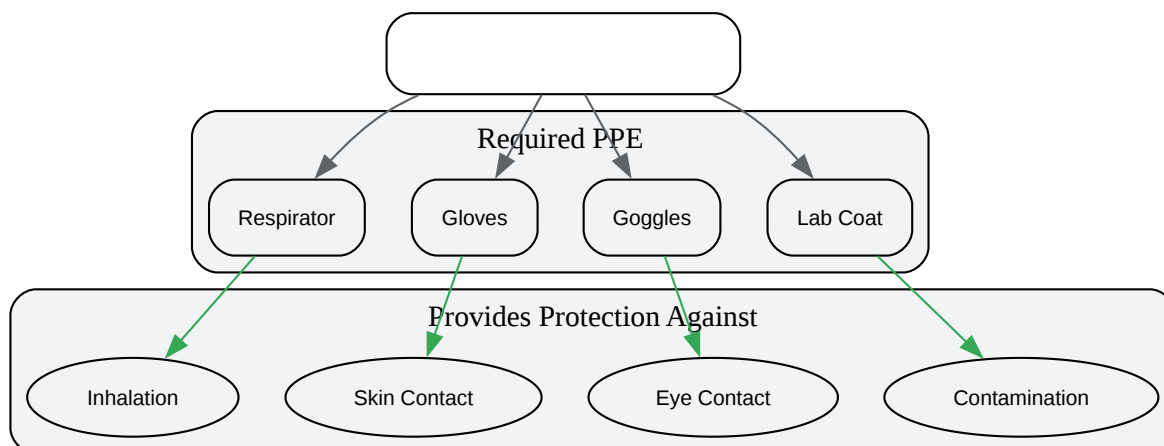 Required PPE
Respirator
Gloves
Goggles
Lab Coat
Provides Protection Against
Inhalation
Skin Contact
Eye Contact
Contamination